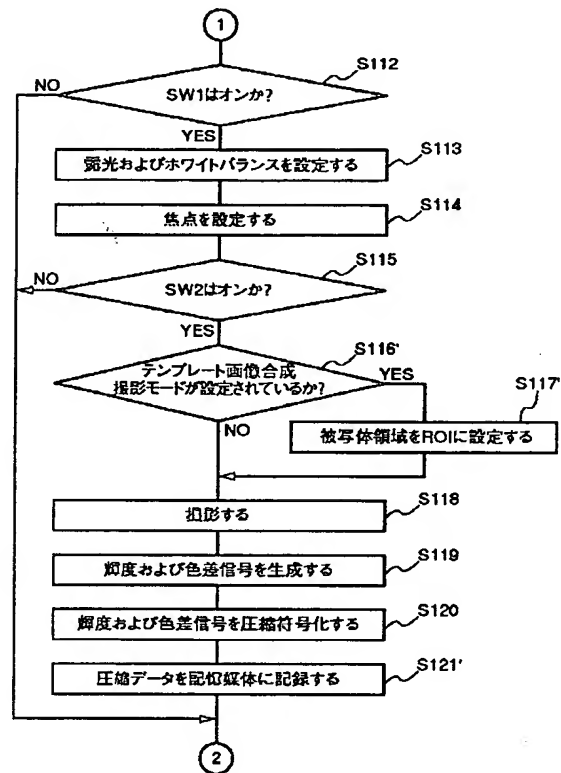 1
S112
NO
SW1はオンか?
YES
S113
露光およびホワイトバランスを設定する
S114
焦点を設定する
S115
NO
SW2はオンか?
YES
S116'
テンプレート画像合成
撮影モードが設定されているか?
YES
S117'
NO
被写体領域をROIに設定する
S118
撮影する
S119
輝度および色差信号を生成する
S120
輝度および色差信号を圧縮符号化する
S121'
圧縮データを記憶媒体に記録する
2